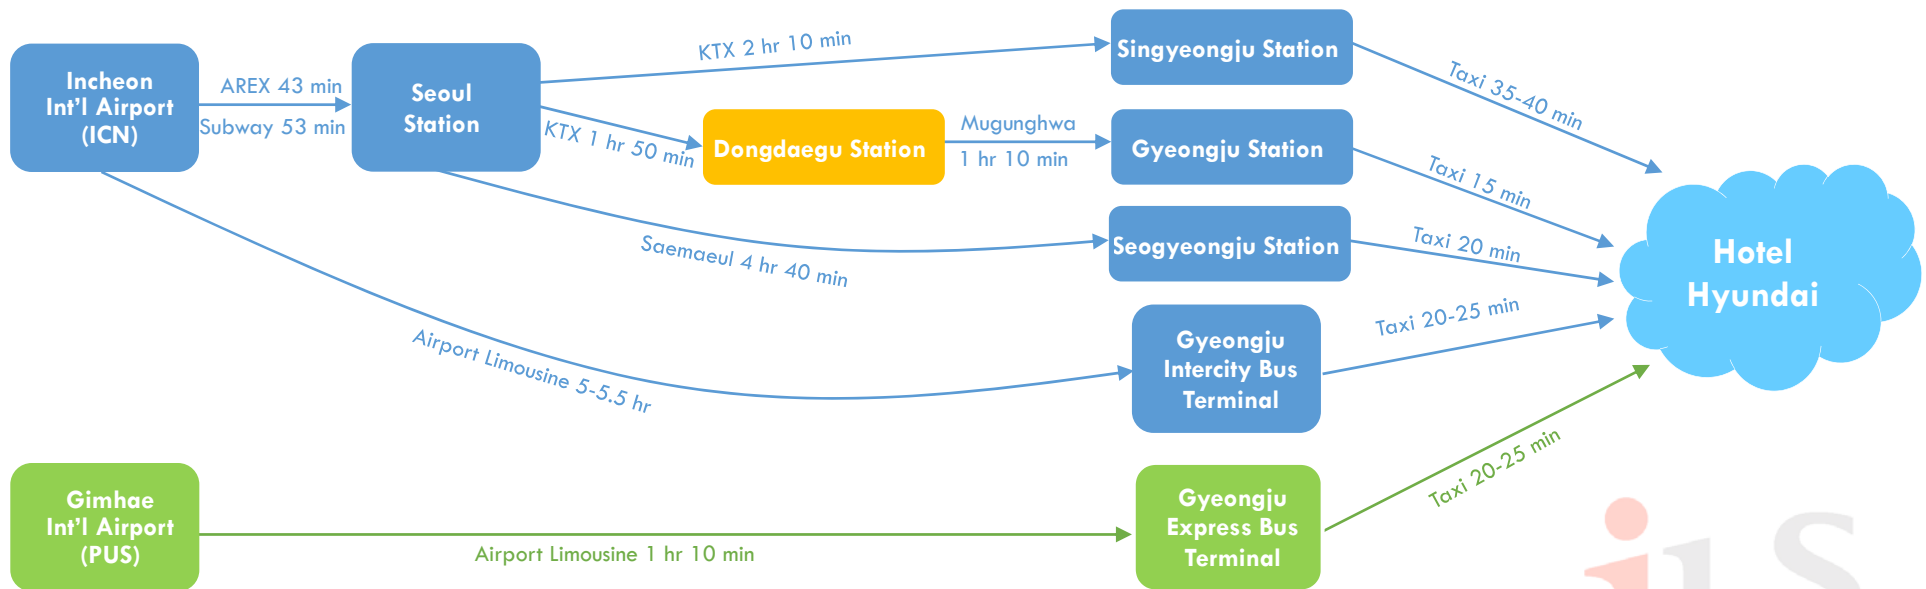 Incheon
Int'l Airport
(ICN)
AREX 43 min
Subway 53 min
Seoul
Station
KTX 2 hr 10 min
Singyeongju Station
Taxi 35-40 min
KTX 1 hr 50 min
Dongdaegu Station
Mugunghwa
1 hr 10 min
Gyeongju Station
Taxi 15 min
Saemaeul 4 hr 40 min
Seogyeongju Station
Taxi 20 min
Hotel
Hyundai
Airport Limousine 5-5.5 hr
Gyeongju
Intercity Bus
Terminal
Taxi 20-25 min
Gimhae
Int'l Airport
(PUS)
Airport Limousine 1 hr 10 min
Gyeongju
Express Bus
Terminal
Taxi 20-25 min